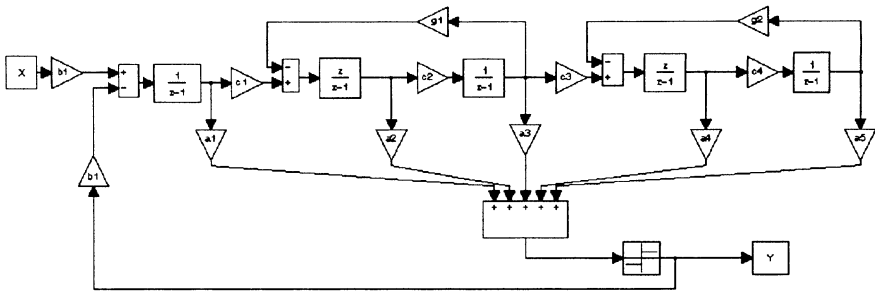 g1
g2
X
b1
+
−
1
z−1
c1
−
+
z
z−1
c2
1
z−1
c3
−
+
z
z−1
c4
1
z−1
a1
a2
a3
a4
a5
b1
+ + + + +
Y